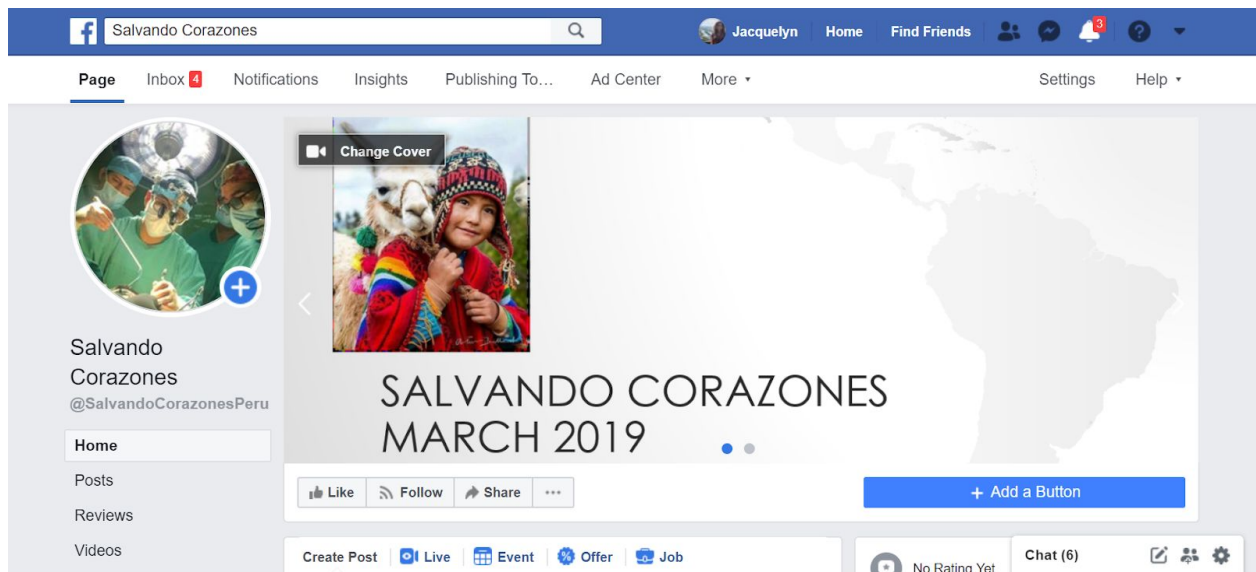 f Salvando Corazones Jacquelyn Home Find Friends 3
Page Inbox 4 Notifications Insights Publishing To... Ad Center More Settings Help
Change Cover
SALVANDO CORAZONES
MARCH 2019
Salvando
Corazones
@SalvandoCorazonesPeru
Home
Posts
Reviews
Videos
Like Follow Share ... + Add a Button
Create Post Live Event Offer Job
No Rating Yet
Chat (6)